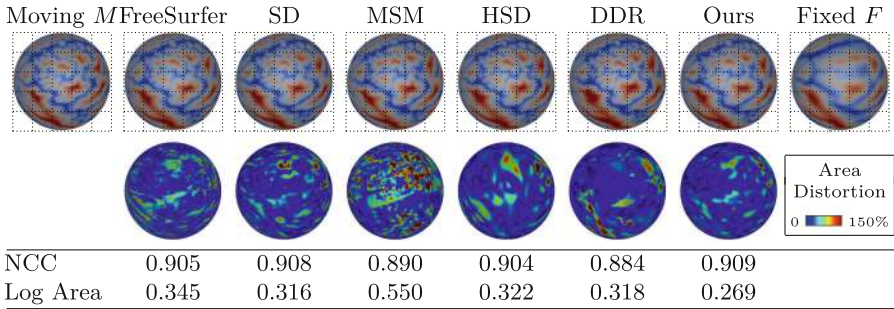 Moving M FreeSurfer SD MSM HSD DDR Ours Fixed F
Area
Distortion
0 150%
NCC 0.905 0.908 0.890 0.904 0.884 0.909
Log Area 0.345 0.316 0.550 0.322 0.318 0.269